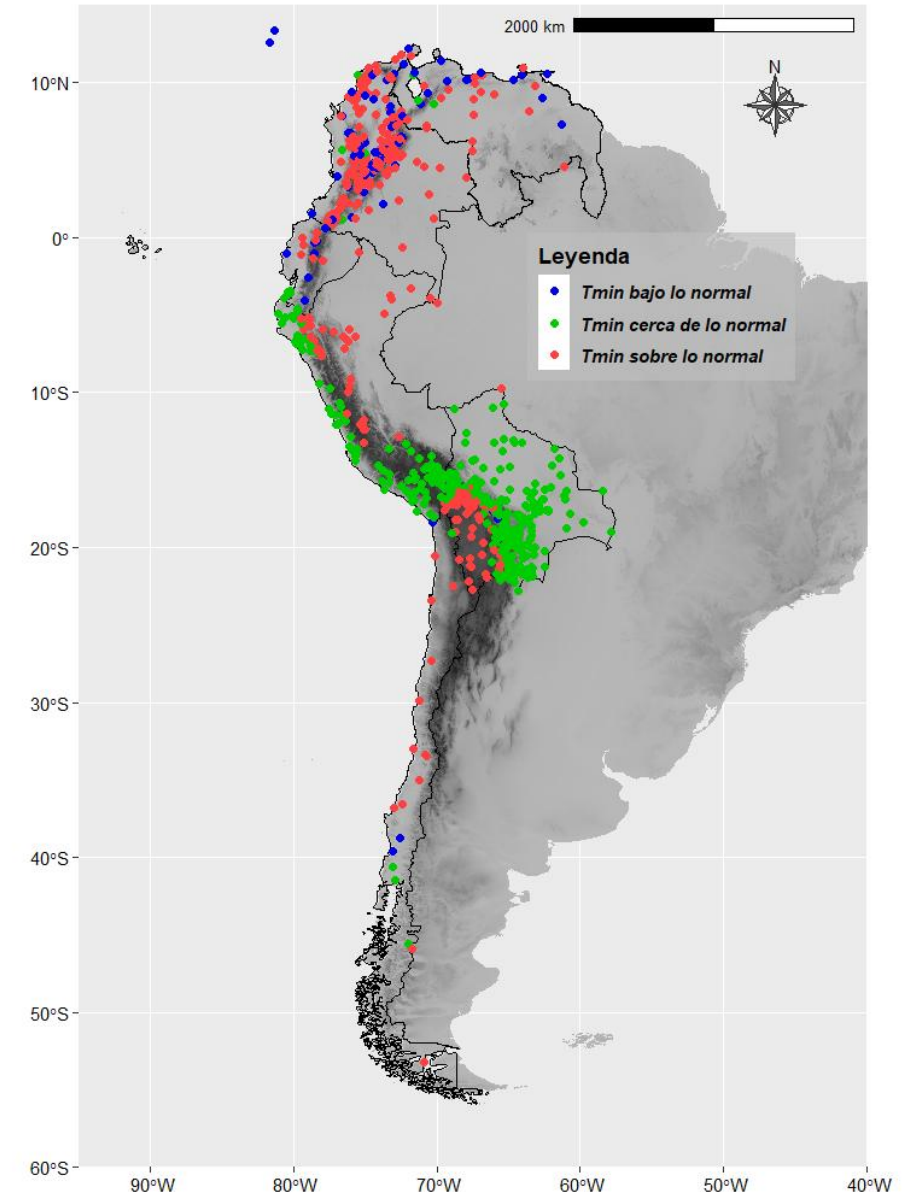 2000 km
N
10°N
0°
10°S
20°S
30°S
40°S
50°S
60°S
Leyenda
Tmin bajo lo normal
Tmin cerca de lo normal
Tmin sobre lo normal
90°W 80°W 70°W 60°W 50°W 40°W